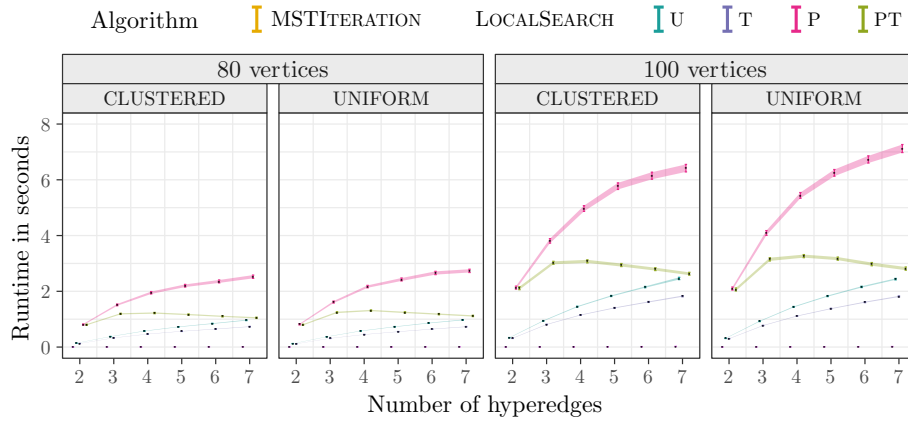 Algorithm MSTITERATION LOCALSEARCH U T P PT
80 vertices 100 vertices
CLUSTERED UNIFORM CLUSTERED UNIFORM
Runtime in seconds
8
6
4
2
0
2 3 4 5 6 7 2 3 4 5 6 7 2 3 4 5 6 7 2 3 4 5 6 7
Number of hyperedges